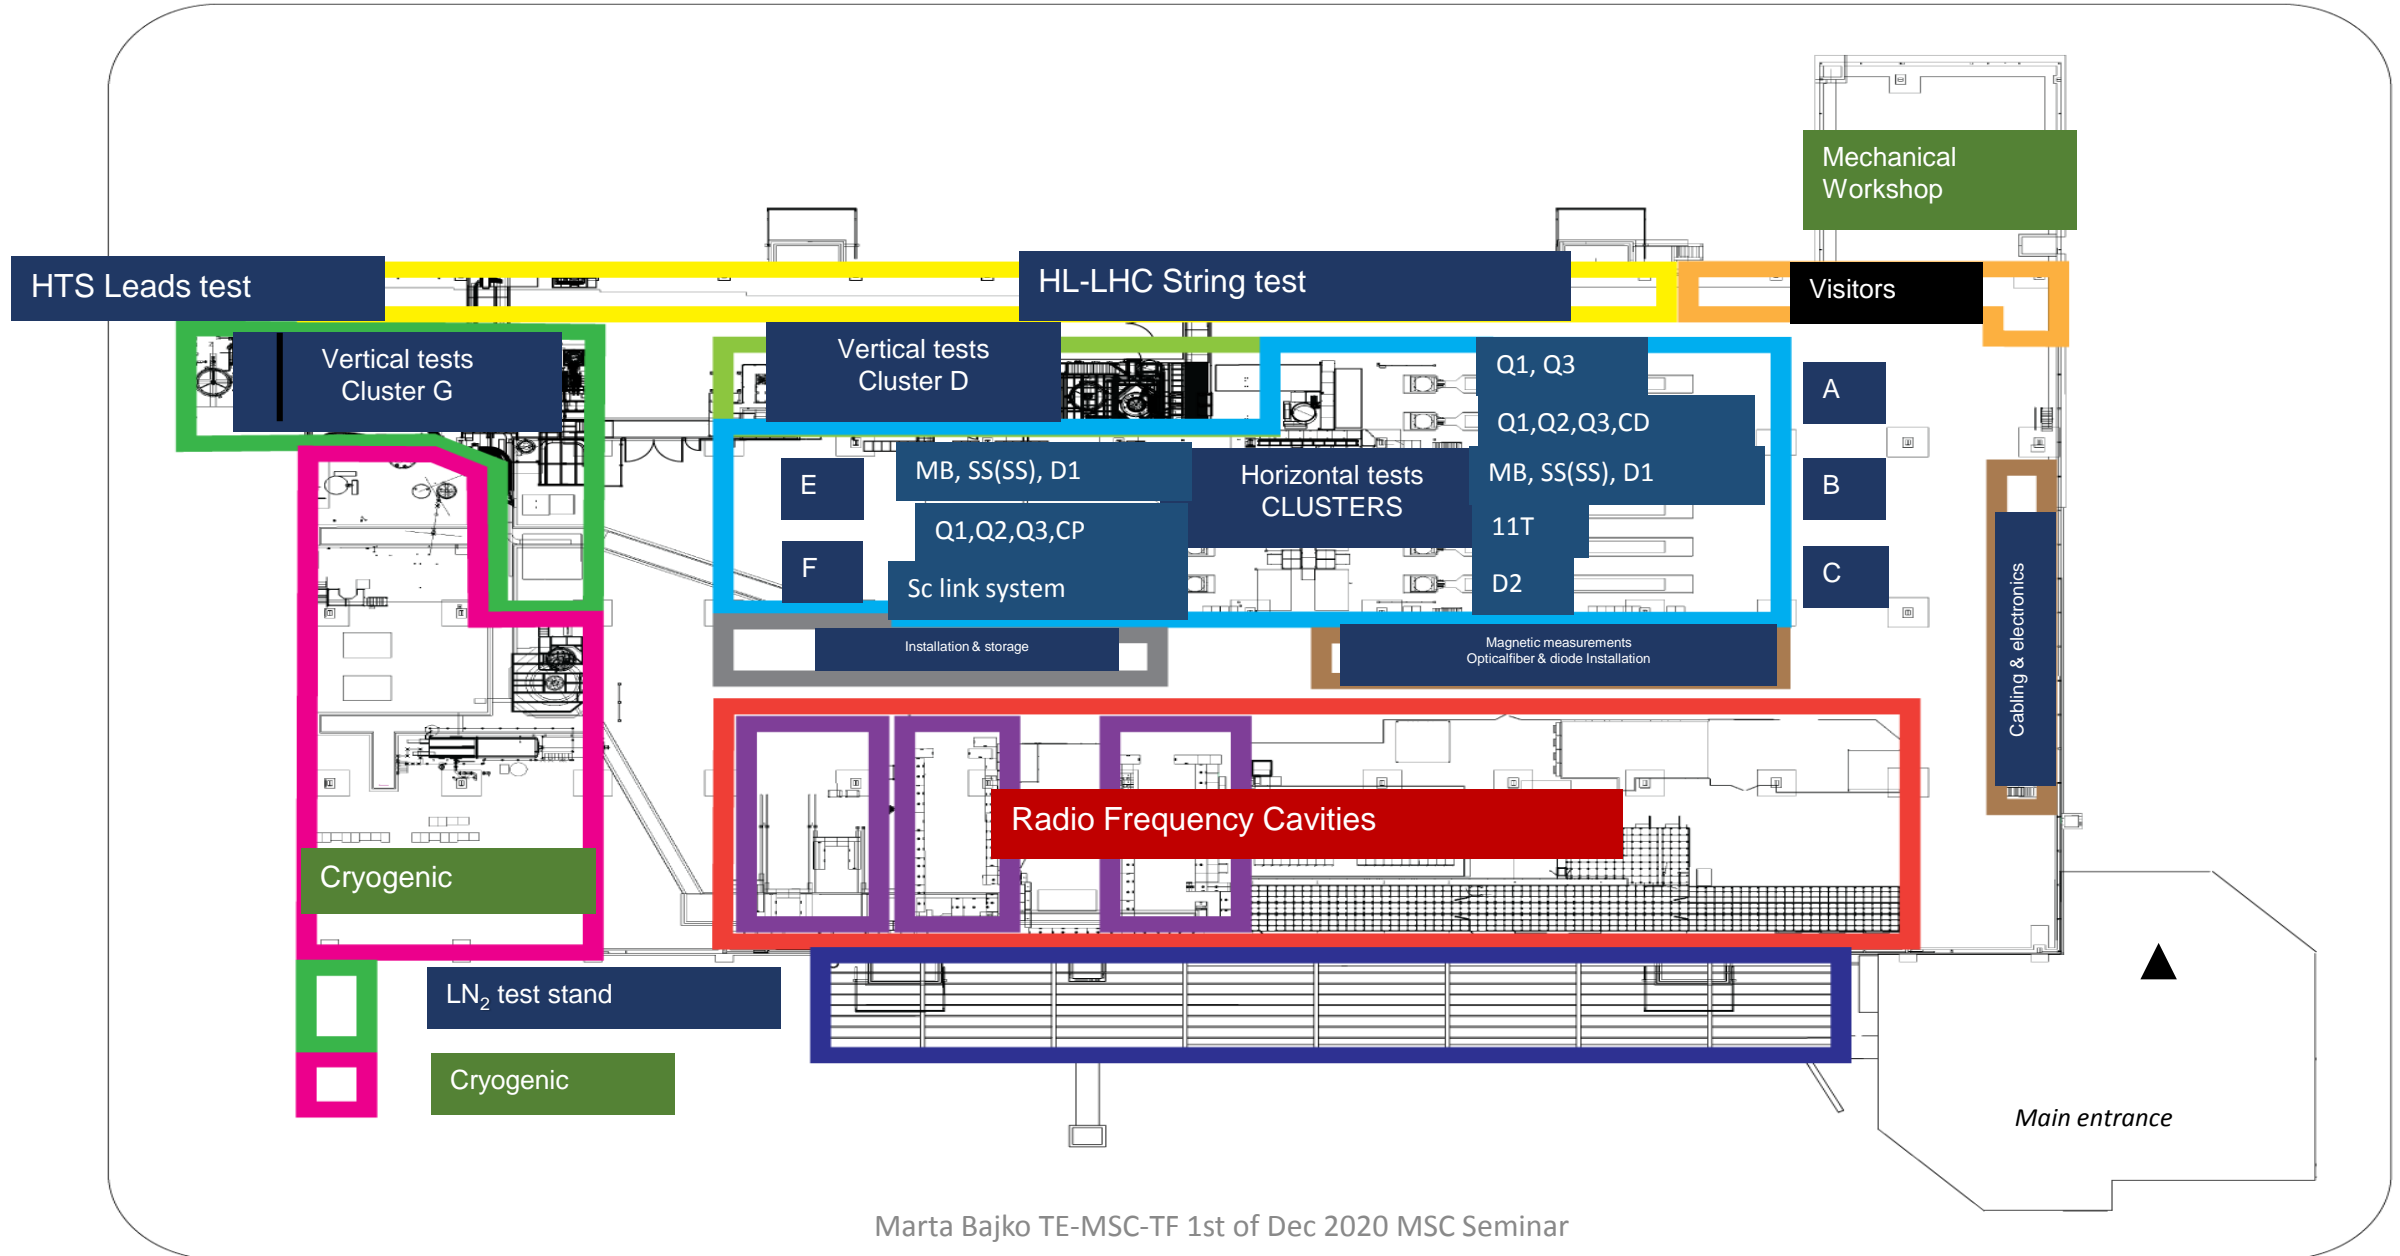 Mechanical
Workshop
HTS Leads test
HL-LHC String test
Visitors
Vertical tests
Cluster G
Vertical tests
Cluster D
Q1, Q3
A
Q1,Q2,Q3,CD
E
MB, SS(SS), D1
Horizontal tests
CLUSTERS
MB, SS(SS), D1
B
Q1,Q2,Q3,CP
11T
F
Sc link system
D2
C
Cabling & electronics
Installation & storage
Magnetic measurements
Opticalfiber & diode Installation
Radio Frequency Cavities
Cryogenic
LN₂ test stand
Cryogenic
Main entrance
Marta Bajko TE-MSC-TF 1st of Dec 2020 MSC Seminar